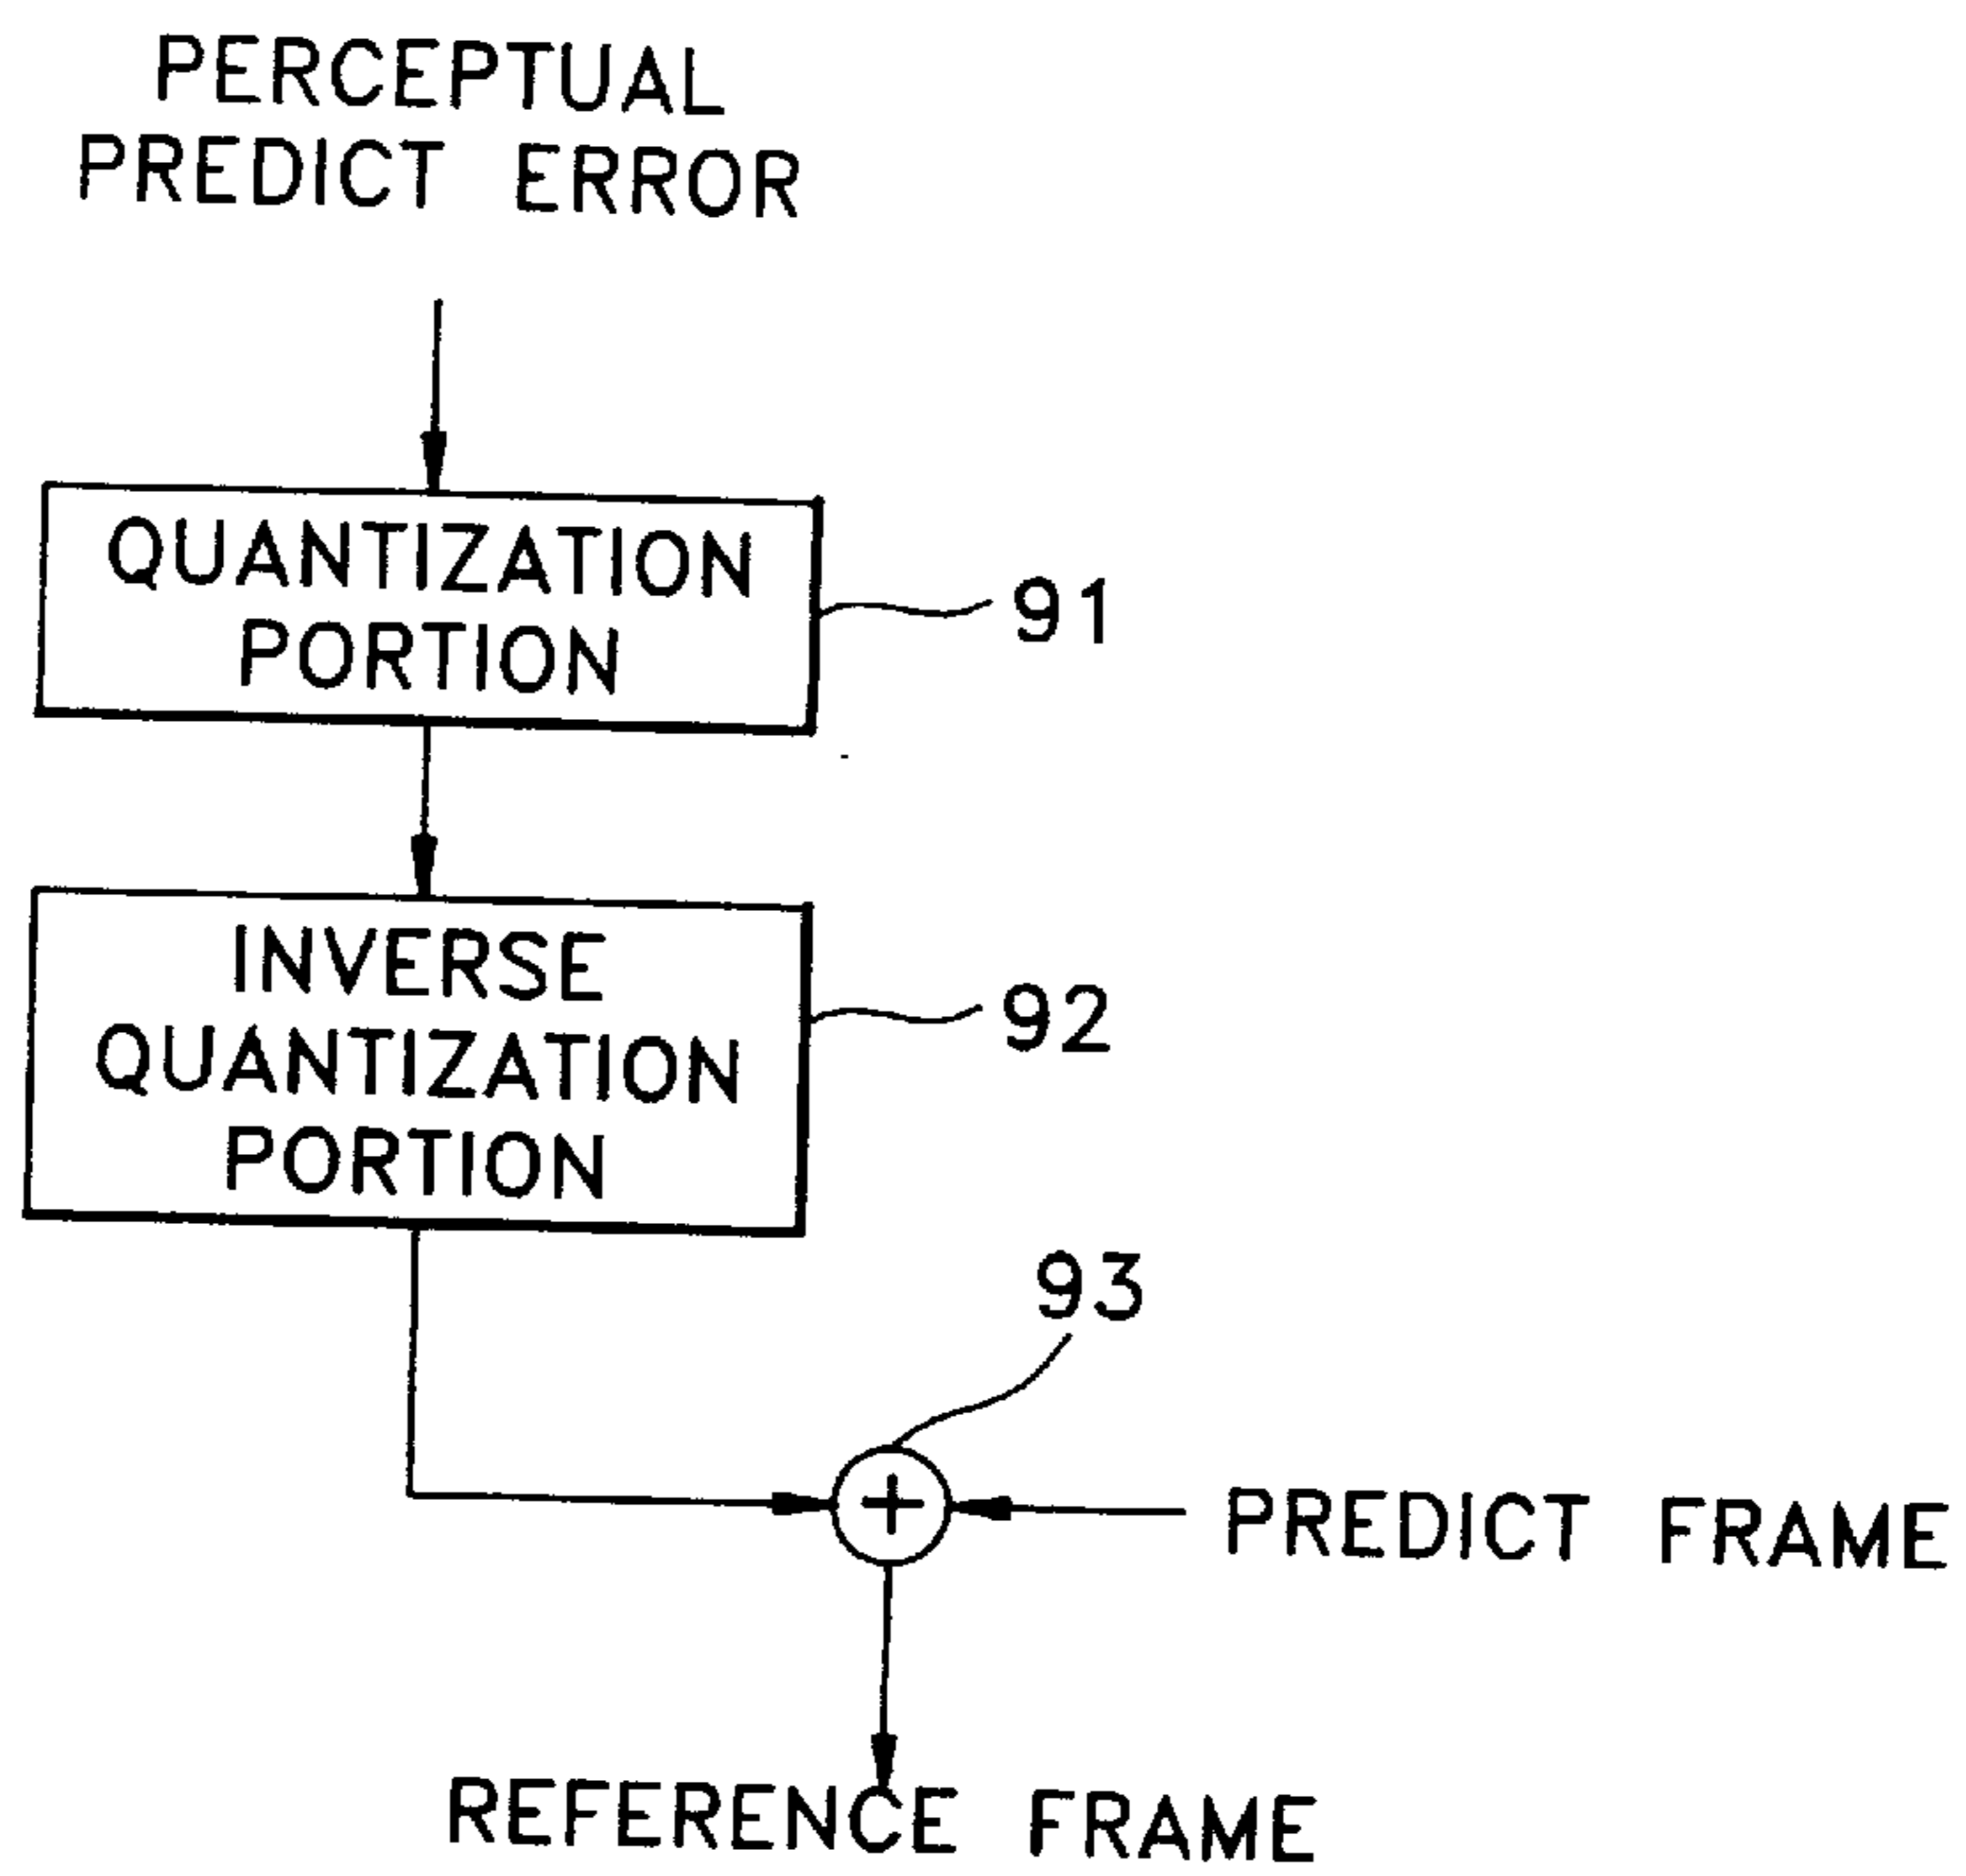 PERCEPTUAL
PREDICT ERROR
QUANTIZATION
PORTION
91
INVERSE
QUANTIZATION
PORTION
92
93
+
PREDICT FRAME
REFERENCE FRAME